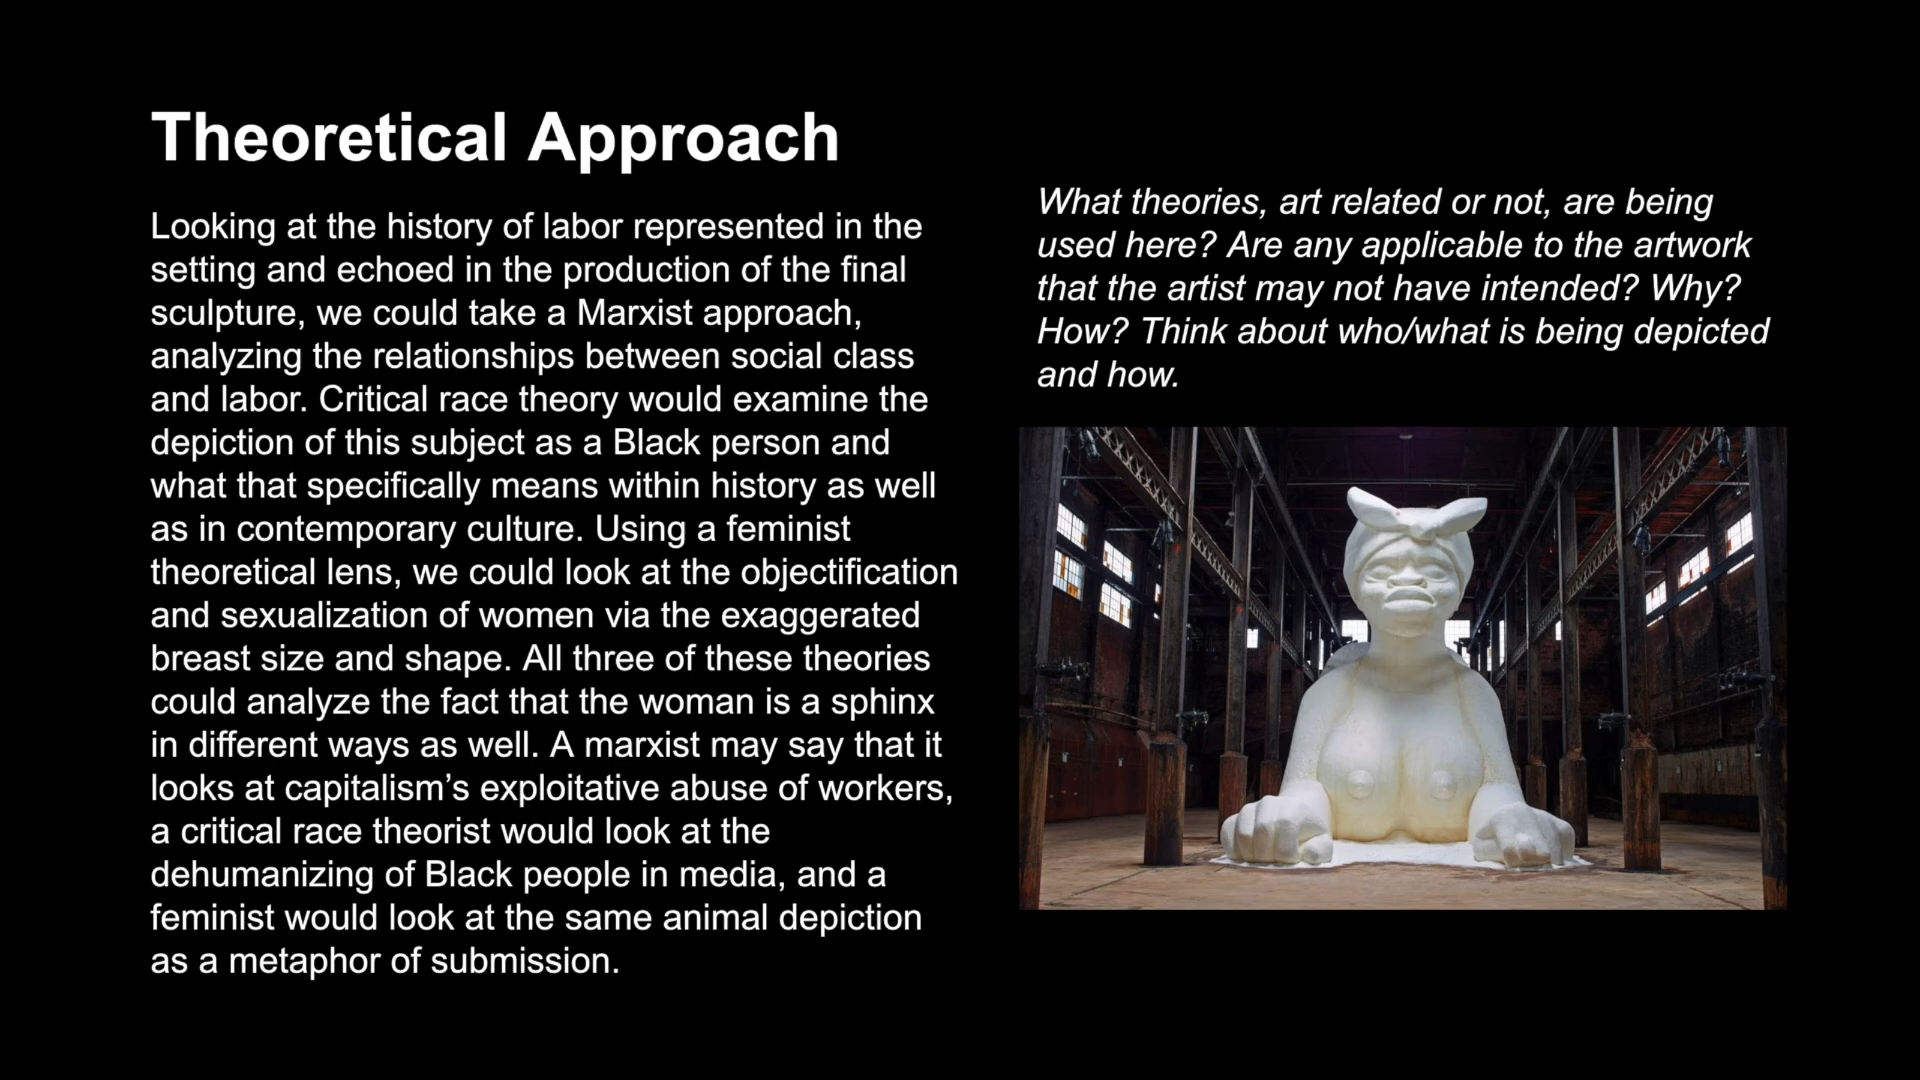 Theoretical Approach
Looking at the history of labor represented in the
setting and echoed in the production of the final
sculpture, we could take a Marxist approach,
analyzing the relationships between social class
and labor. Critical race theory would examine the
depiction of this subject as a Black person and
what that specifically means within history as well
as in contemporary culture. Using a feminist
theoretical lens, we could look at the objectification
and sexualization of women via the exaggerated
breast size and shape. All three of these theories
could analyze the fact that the woman is a sphinx
in different ways as well. A marxist may say that it
looks at capitalism’s exploitative abuse of workers,
a critical race theorist would look at the
dehumanizing of Black people in media, and a
feminist would look at the same animal depiction
as a metaphor of submission.
What theories, art related or not, are being
used here? Are any applicable to the artwork
that the artist may not have intended? Why?
How? Think about who/what is being depicted
and how.